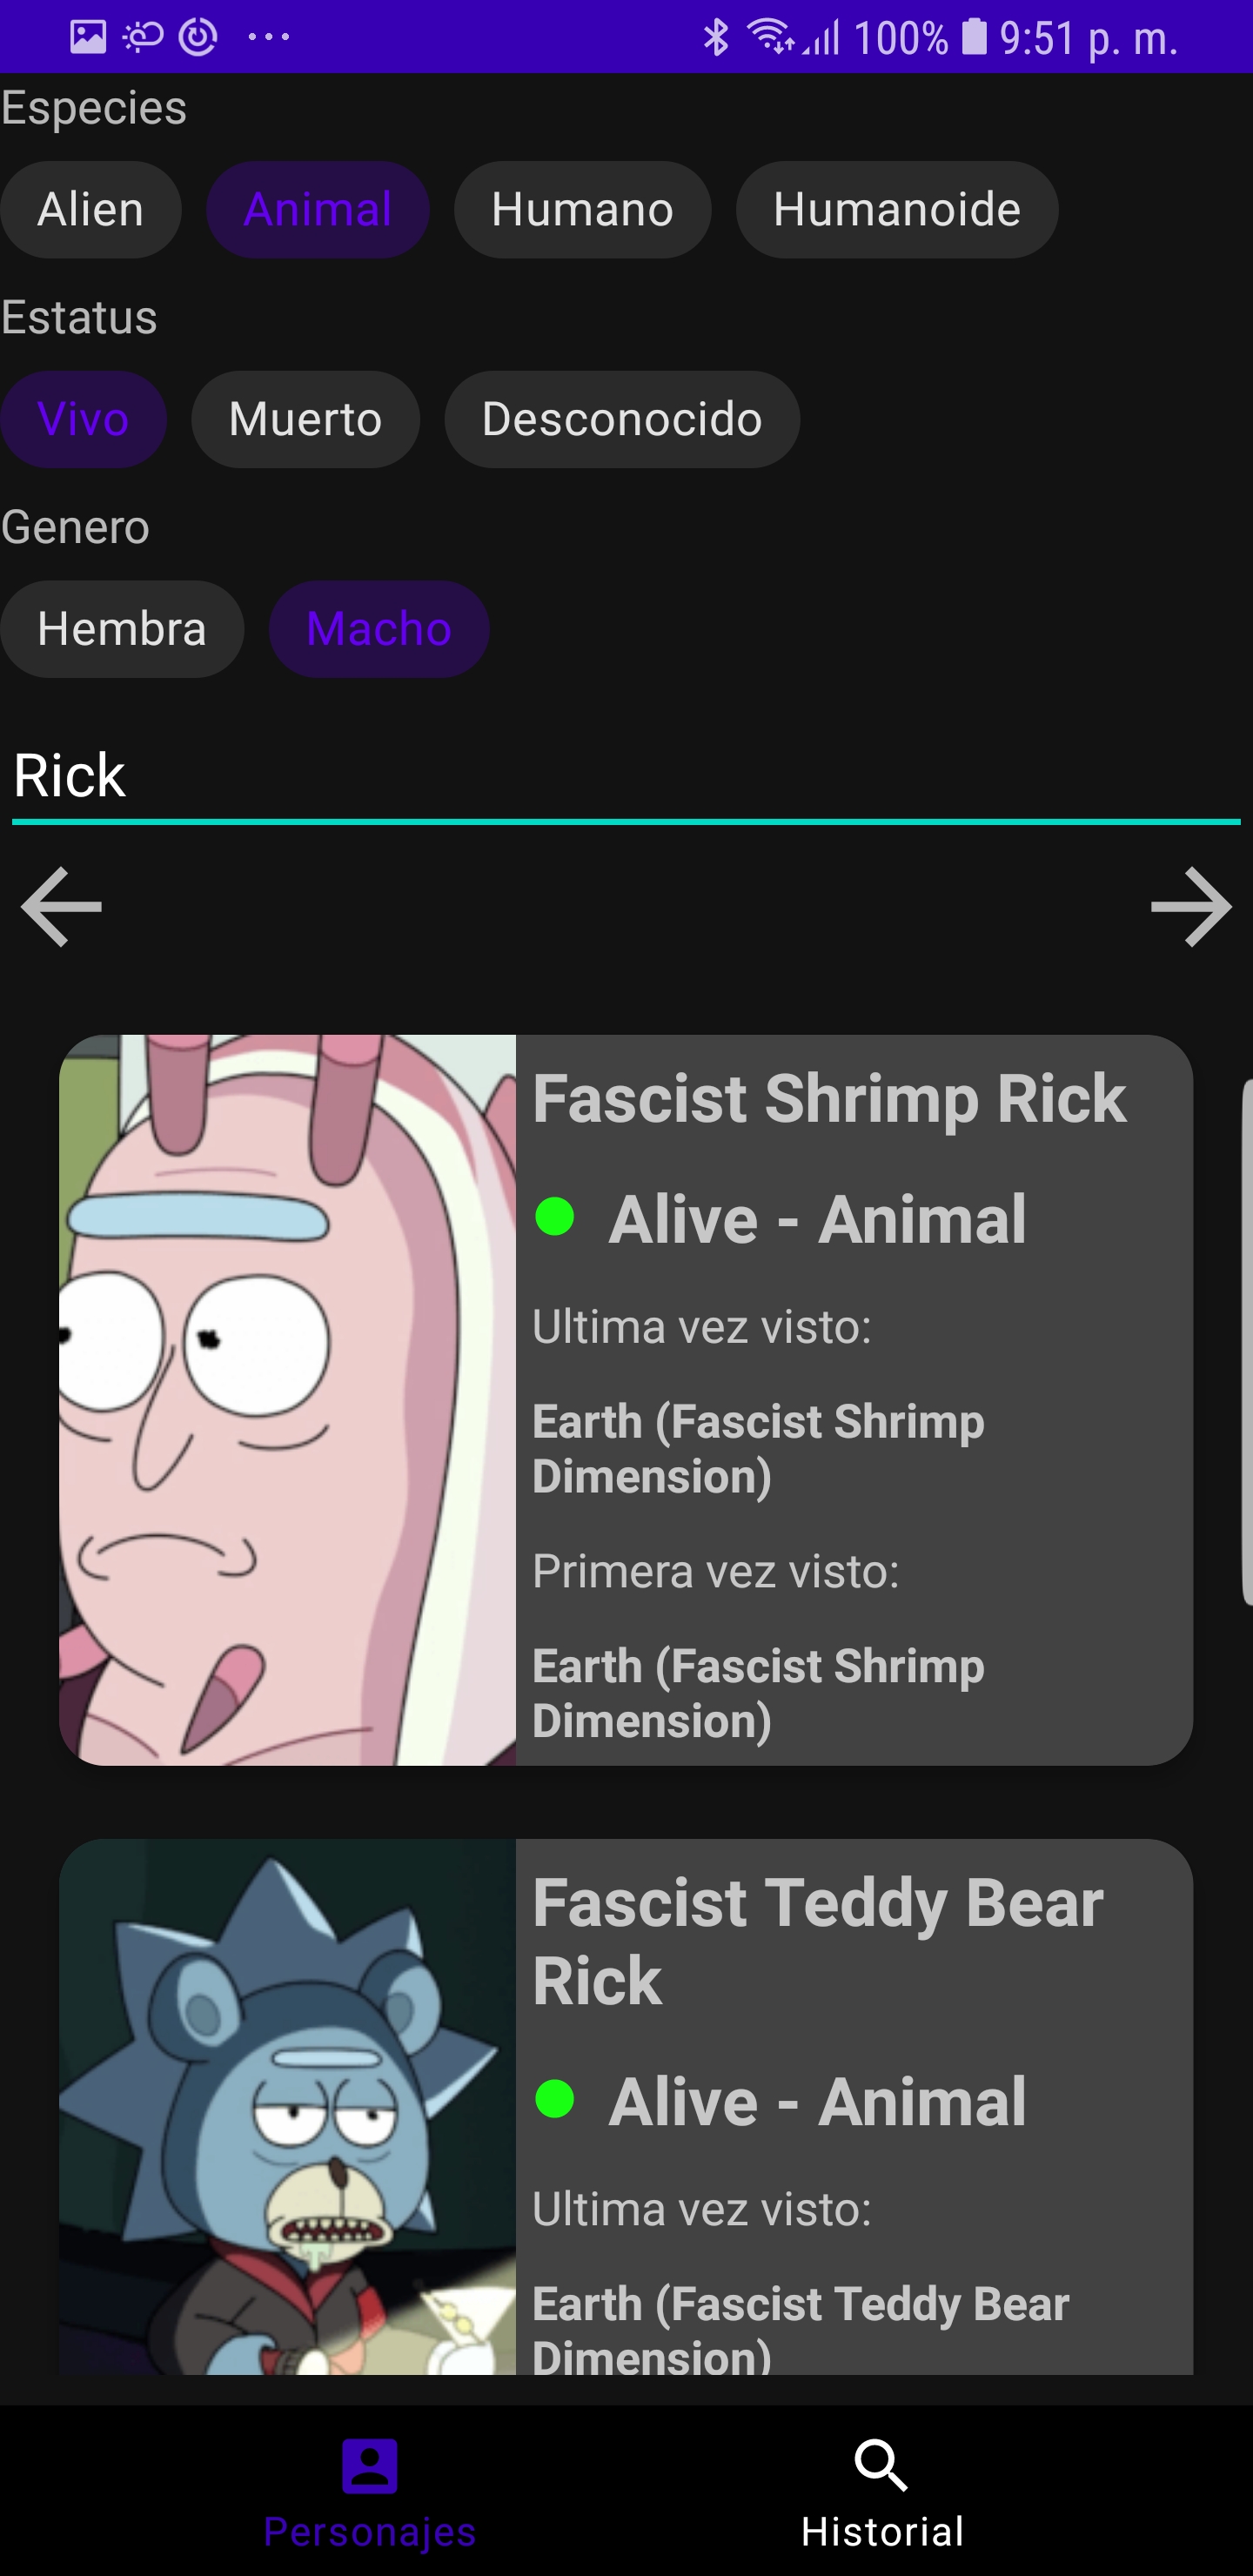 100% 9:51 p. m.
Especies
Alien Animal Humano Humanoide
Estatus
Vivo Muerto Desconocido
Genero
Hembra Macho
Rick
Fascist Shrimp Rick
Alive - Animal
Ultima vez visto:
Earth (Fascist Shrimp
Dimension)
Primera vez visto:
Earth (Fascist Shrimp
Dimension)
Fascist Teddy Bear
Rick
Alive - Animal
Ultima vez visto:
Earth (Fascist Teddy Bear
Dimension)
Personajes Historial